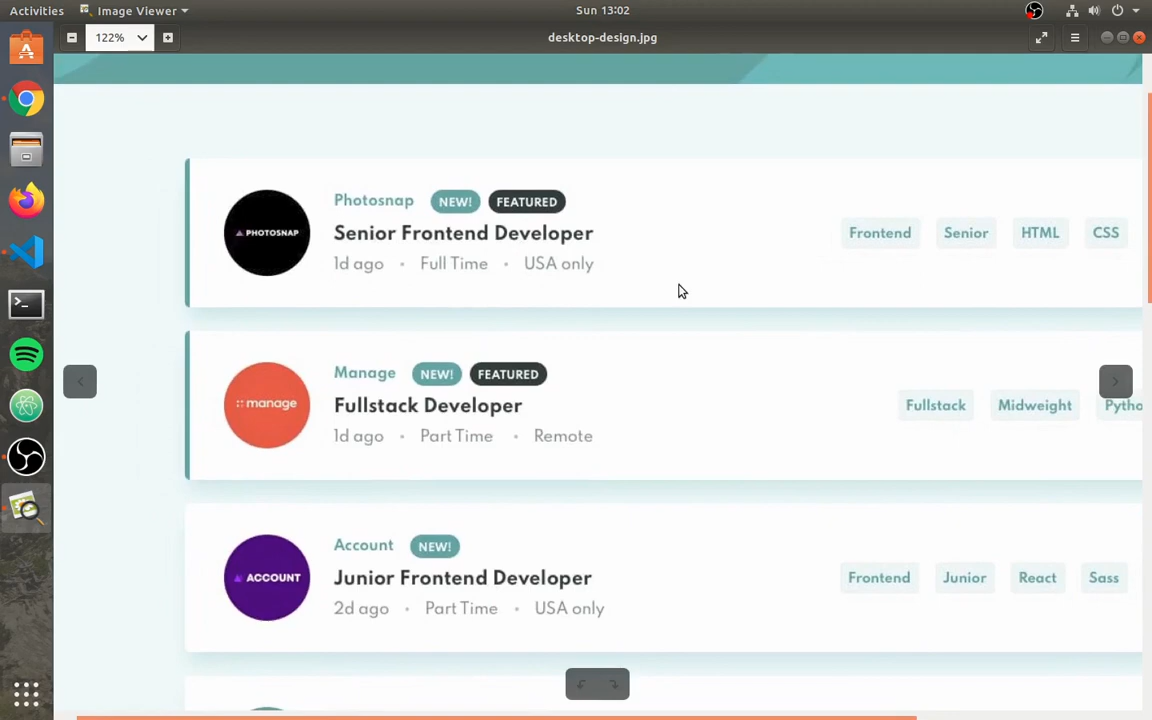 Activities Image Viewer Sun 13:02
122% desktop-design.jpg
PHOTOSNAP
Photosnap NEW! FEATURED
Senior Frontend Developer
1d ago • Full Time • USA only
Frontend Senior HTML CSS
manage
Manage NEW! FEATURED
Fullstack Developer
1d ago • Part Time • Remote
Fullstack Midweight Pytho
ACCOUNT
Account NEW!
Junior Frontend Developer
2d ago • Part Time • USA only
Frontend Junior React Sass